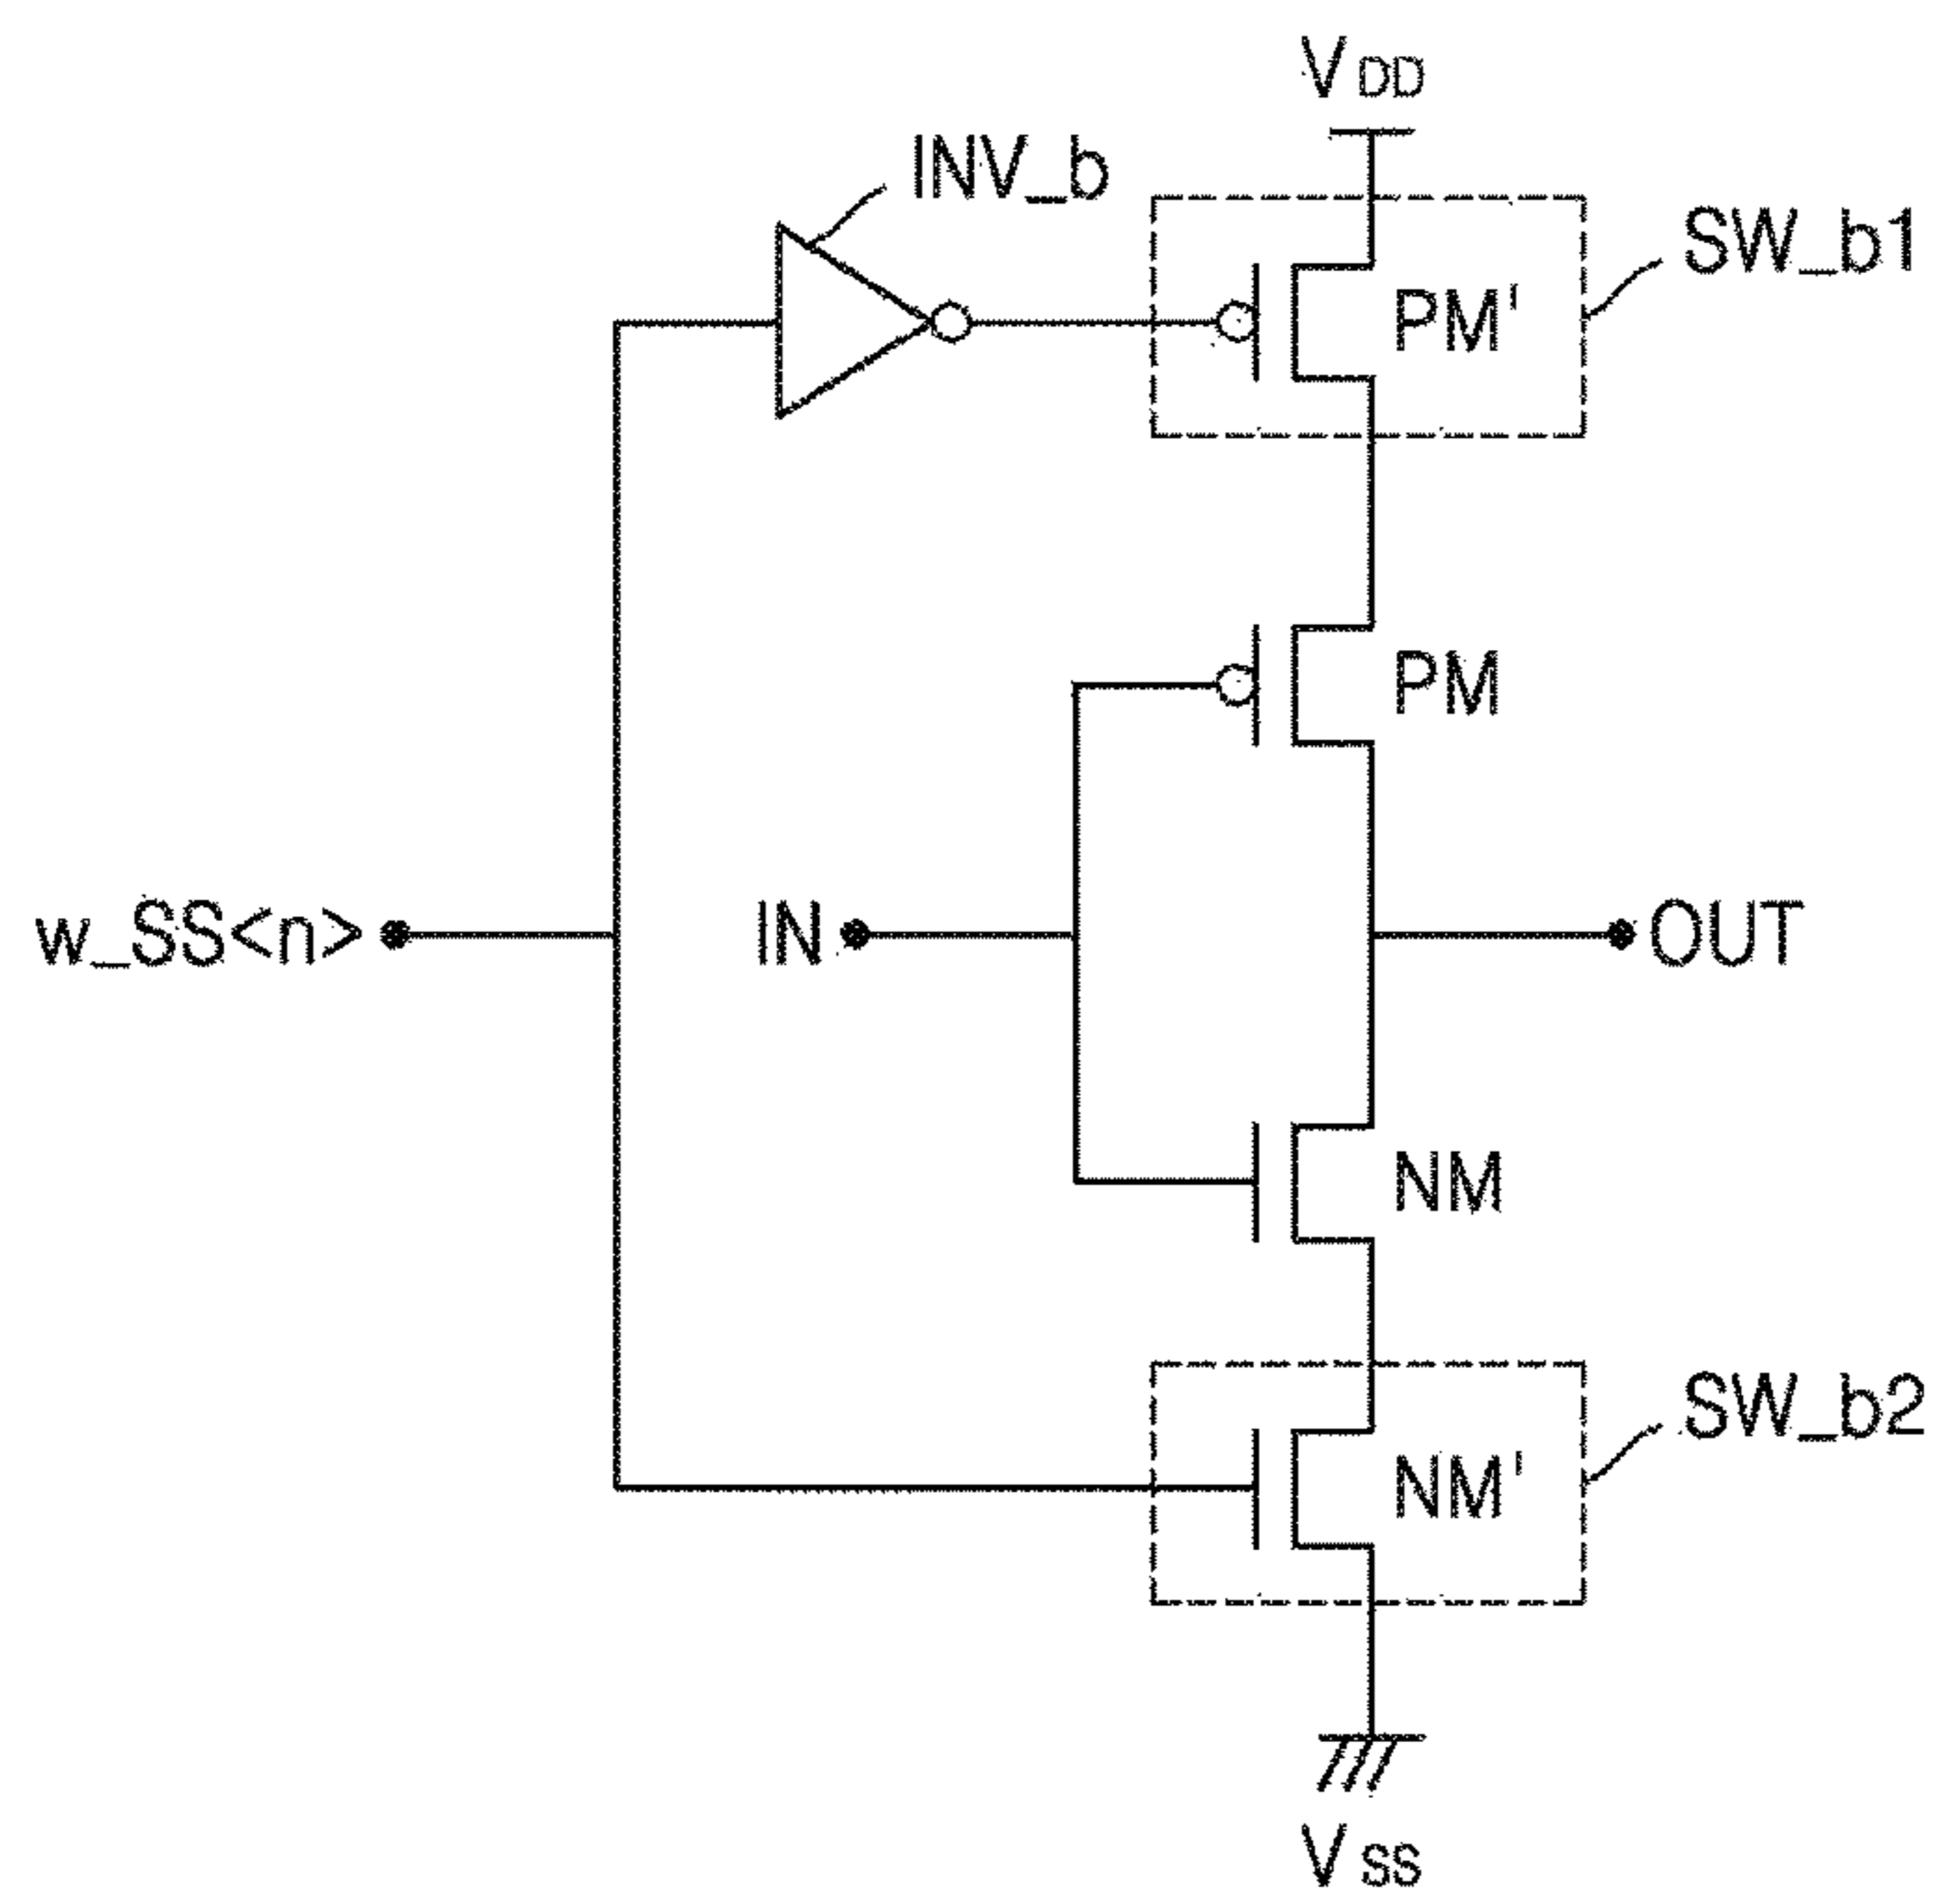 VDD
INV_b
SW_b1
PM'
PM
w_SS<n>
IN
OUT
NM
SW_b2
NM'
VSS